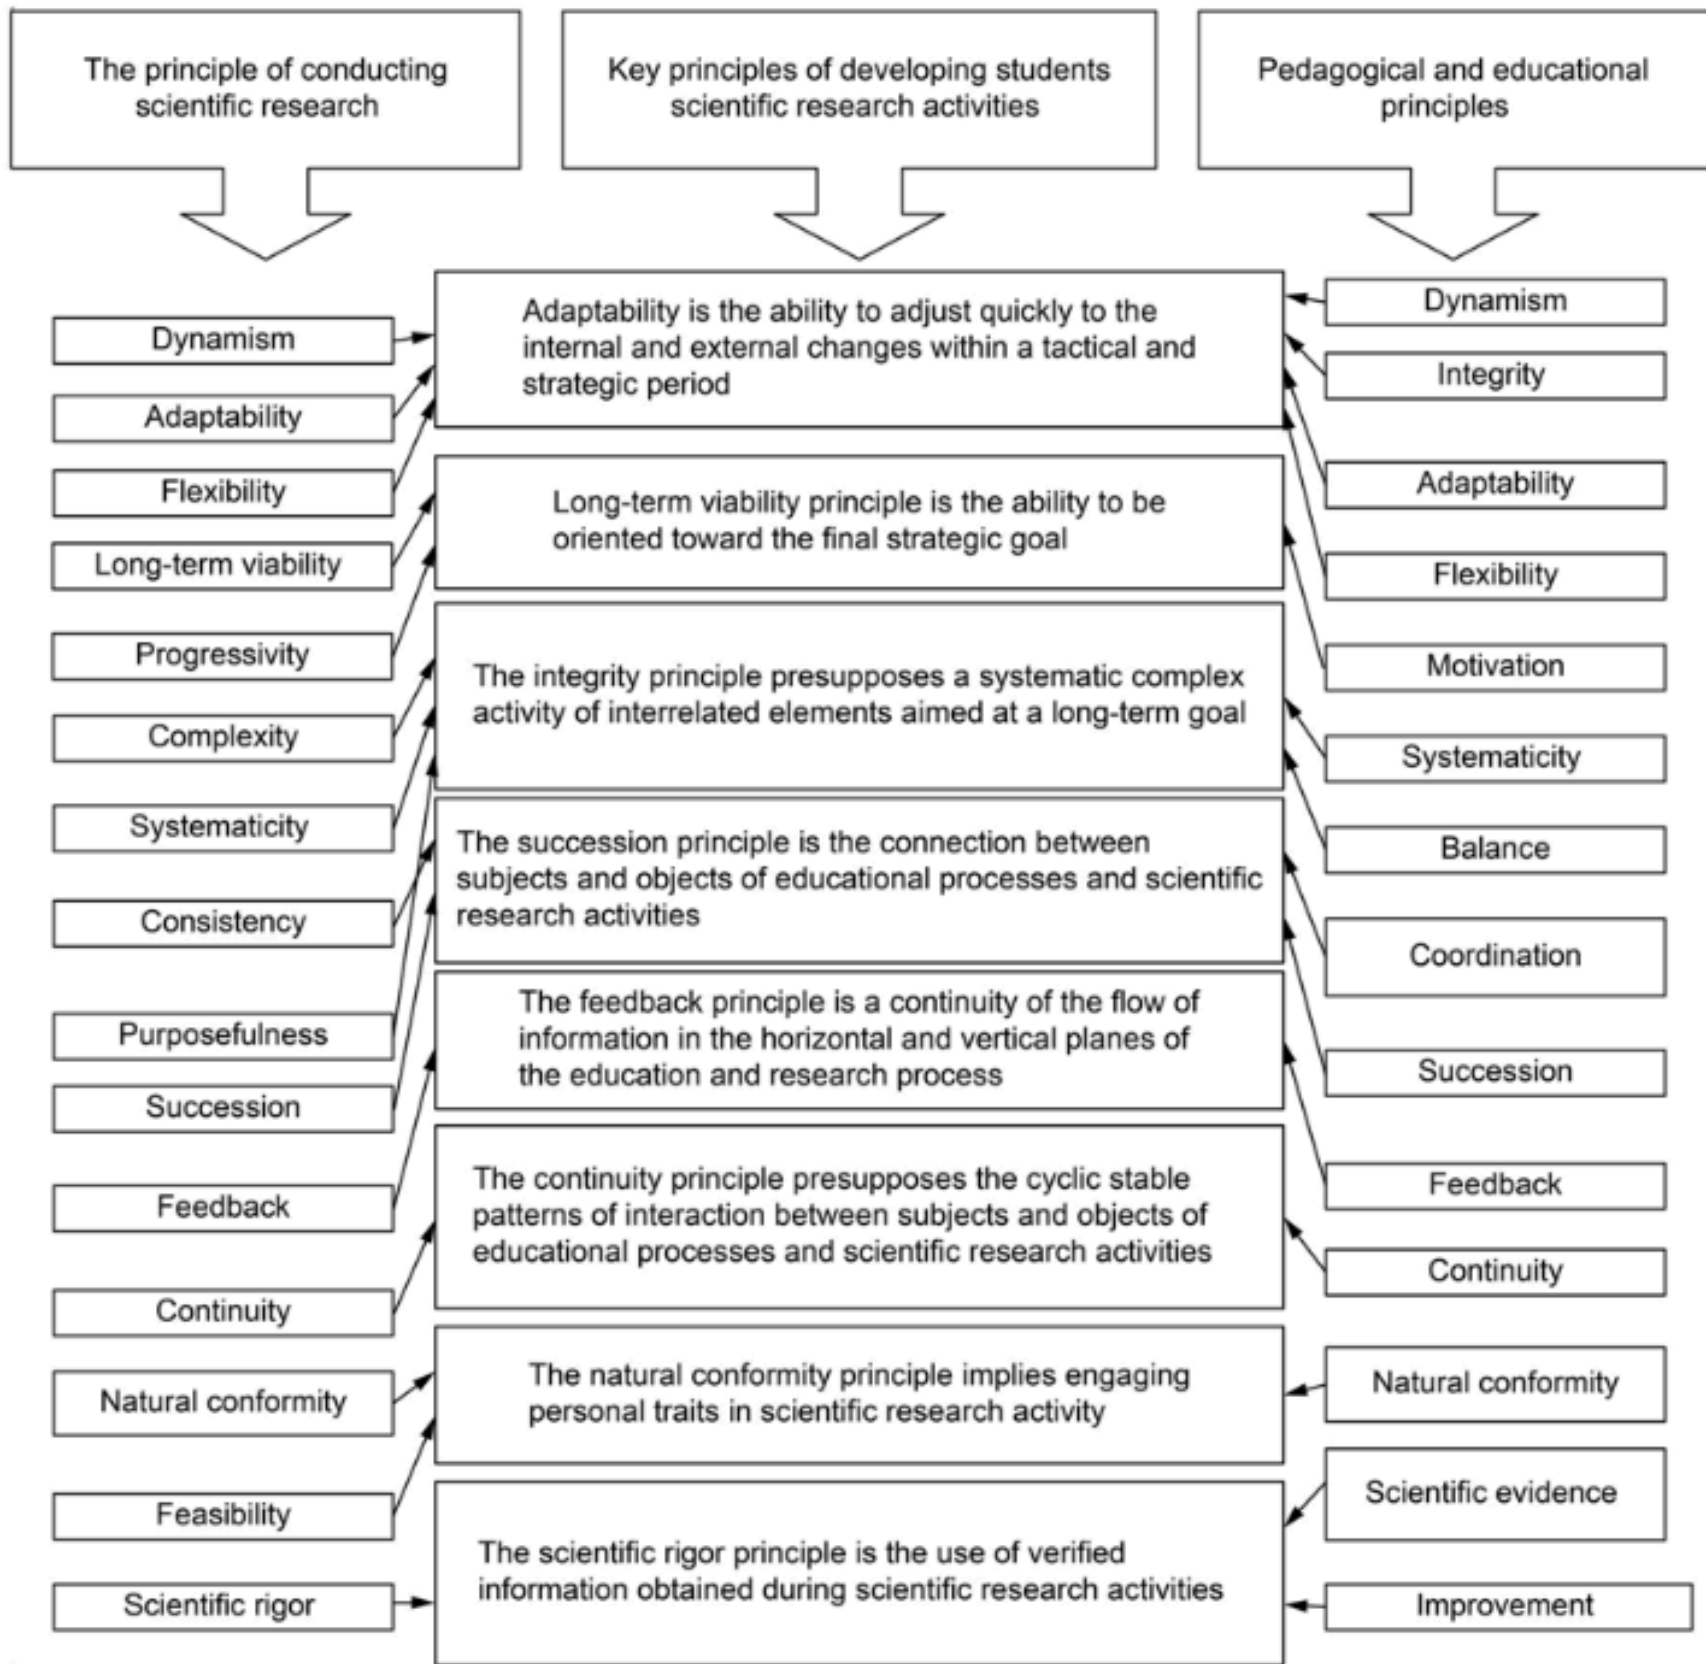 The principle of conducting
scientific research
Key principles of developing students
scientific research activities
Pedagogical and educational
principles
Dynamism
Adaptability
Flexibility
Long-term viability
Progressivity
Complexity
Systematicity
Consistency
Purposefulness
Succession
Feedback
Continuity
Natural conformity
Feasibility
Scientific rigor
Adaptability is the ability to adjust quickly to the
internal and external changes within a tactical and
strategic period
Long-term viability principle is the ability to be
oriented toward the final strategic goal
The integrity principle presupposes a systematic complex
activity of interrelated elements aimed at a long-term goal
The succession principle is the connection between
subjects and objects of educational processes and scientific
research activities
The feedback principle is a continuity of the flow of
information in the horizontal and vertical planes of
the education and research process
The continuity principle presupposes the cyclic stable
patterns of interaction between subjects and objects of
educational processes and scientific research activities
The natural conformity principle implies engaging
personal traits in scientific research activity
The scientific rigor principle is the use of verified
information obtained during scientific research activities
Dynamism
Integrity
Adaptability
Flexibility
Motivation
Systematicity
Balance
Coordination
Succession
Feedback
Continuity
Natural conformity
Scientific evidence
Improvement